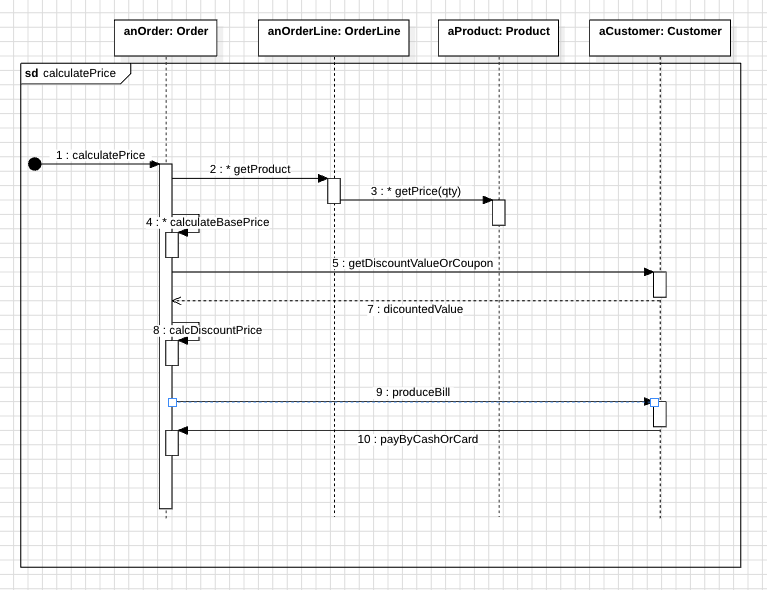 anOrder: Order
anOrderLine: OrderLine
aProduct: Product
aCustomer: Customer
sd calculatePrice
1 : calculatePrice
2 : * getProduct
3 : * getPrice(qty)
4 : * calculateBasePrice
5 : getDiscountValueOrCoupon
7 : dicountedValue
8 : calcDiscountPrice
9 : produceBill
10 : payByCashOrCard